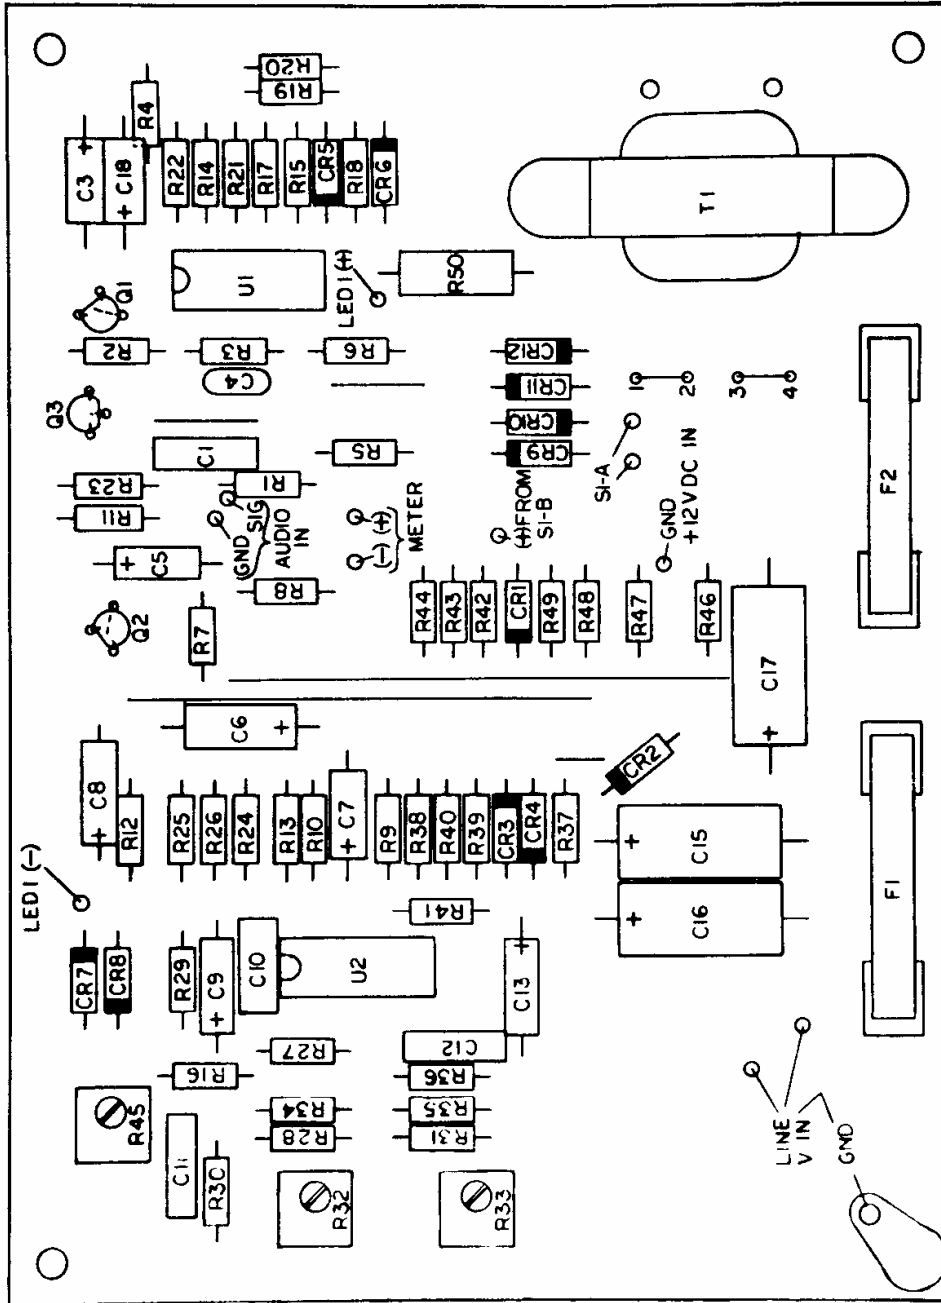 R20
R19
R4
C3 +
C18 +
R22
R14
R21
R17
R15
CR5
R18
CR6
T1
U1
LED1 (+)
R50
Q1
R2
R3
R6
C4
CR12
CR11
CR10
CR9
1
2
3
4
Q3
C1
R5
R23
R1
R11
SIG
GND
AUDIO
IN
(+)
(-)
METER
(+)FROM
S1-B
S1-A
GND
+12VDC IN
F2
+ C5
R8
Q2
R7
R44
R43
R42
CR1
R49
R48
R47
R46
C17 +
C6 +
CR2
C8 +
R12
R25
R26
R24
R13
R10
C7 +
R9
R38
R40
R39
CR3
CR4
R37
C15 +
C16 +
F1
LED1 (-)
R41
CR7
CR8
R29
C9 +
C10
U2
C13 +
R27
C12
R16
R36
R45
R34
R35
R28
R31
C11
R30
R32
R33
LINE
V IN
GND